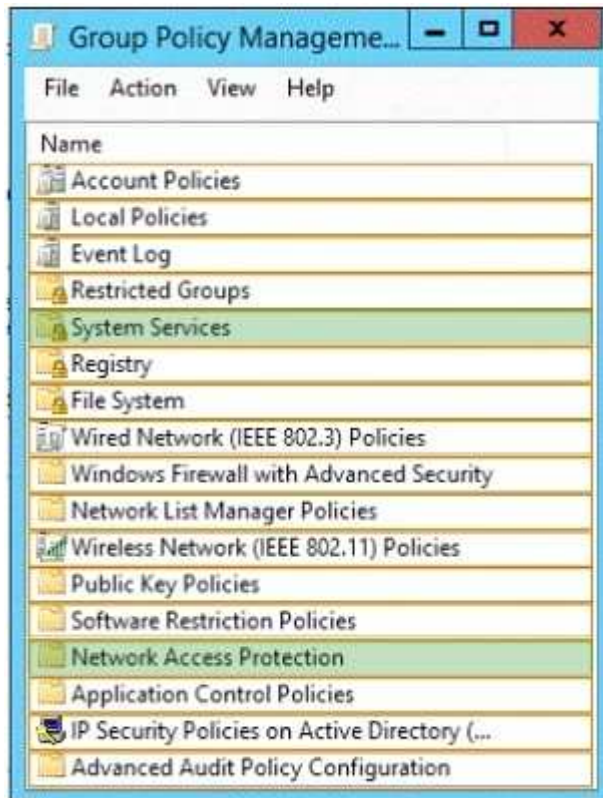 Group Policy Manageme...
File Action View Help
Name
Account Policies
Local Policies
Event Log
Restricted Groups
System Services
Registry
File System
Wired Network (IEEE 802.3) Policies
Windows Firewall with Advanced Security
Network List Manager Policies
Wireless Network (IEEE 802.11) Policies
Public Key Policies
Software Restriction Policies
Network Access Protection
Application Control Policies
IP Security Policies on Active Directory (...
Advanced Audit Policy Configuration